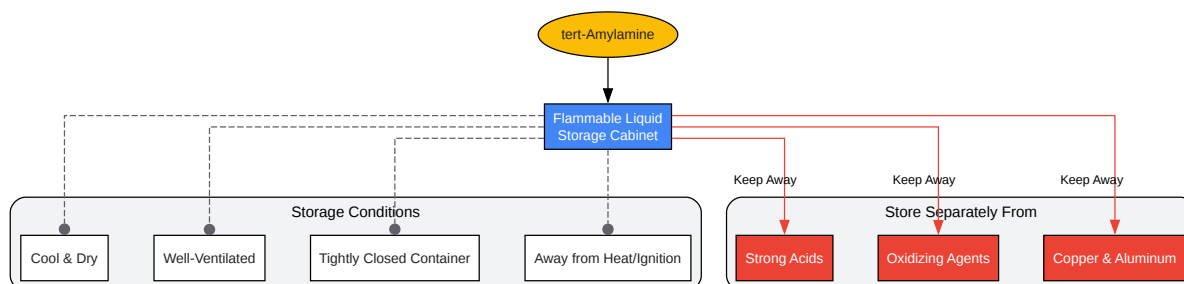 tert-Amylamine
Flammable Liquid
Storage Cabinet
Keep Away
Keep Away
Keep Away
Storage Conditions
Store Separately From
Cool & Dry
Well-Ventilated
Tightly Closed Container
Away from Heat/Ignition
Strong Acids
Oxidizing Agents
Copper & Aluminum